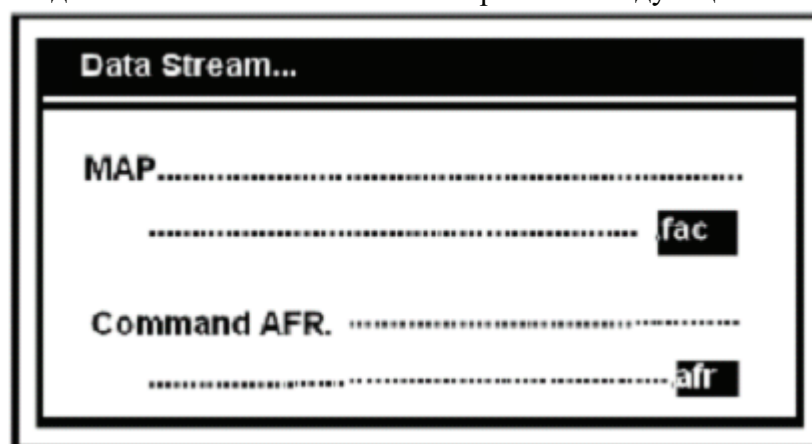 Data Stream...
MAP..........................................................
.......................................................... .fac
Command AFR. ..........................................
.......................................................... .afr